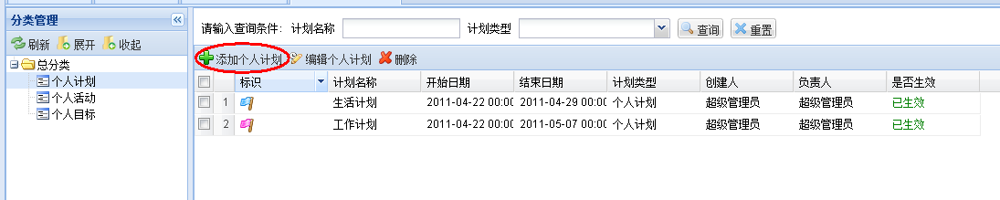 分类管理
刷新 展开 收起
总分类
个人计划
个人活动
个人目标
请输入查询条件: 计划名称 计划类型 查询 重置
添加个人计划 编辑个人计划 删除
标识 计划名称 开始日期 结束日期 计划类型 创建人 负责人 是否生效
1 生活计划 2011-04-22 00:00 2011-04-29 00:00 个人计划 超级管理员 超级管理员 已生效
2 工作计划 2011-04-22 00:00 2011-05-07 00:00 个人计划 超级管理员 超级管理员 已生效